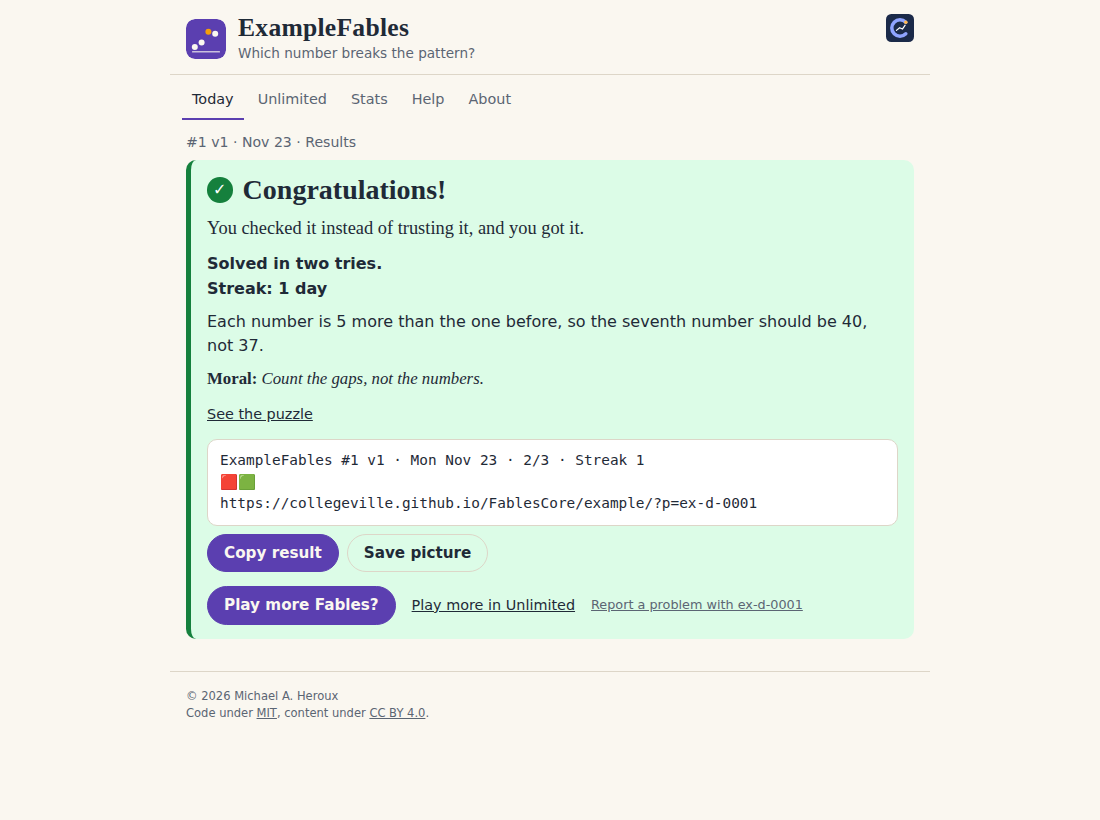 ExampleFables
Which number breaks the pattern?
Today Unlimited Stats Help About
#1 v1 · Nov 23 · Results
✓ Congratulations!
You checked it instead of trusting it, and you got it.
Solved in two tries.
Streak: 1 day
Each number is 5 more than the one before, so the seventh number should be 40,
not 37.
Moral: Count the gaps, not the numbers.
See the puzzle
ExampleFables #1 v1 · Mon Nov 23 · 2/3 · Streak 1
🟥🟩
https://collegeville.github.io/FablesCore/example/?p=ex-d-0001
Copy result Save picture
Play more Fables? Play more in Unlimited Report a problem with ex-d-0001
© 2026 Michael A. Heroux
Code under MIT, content under CC BY 4.0.